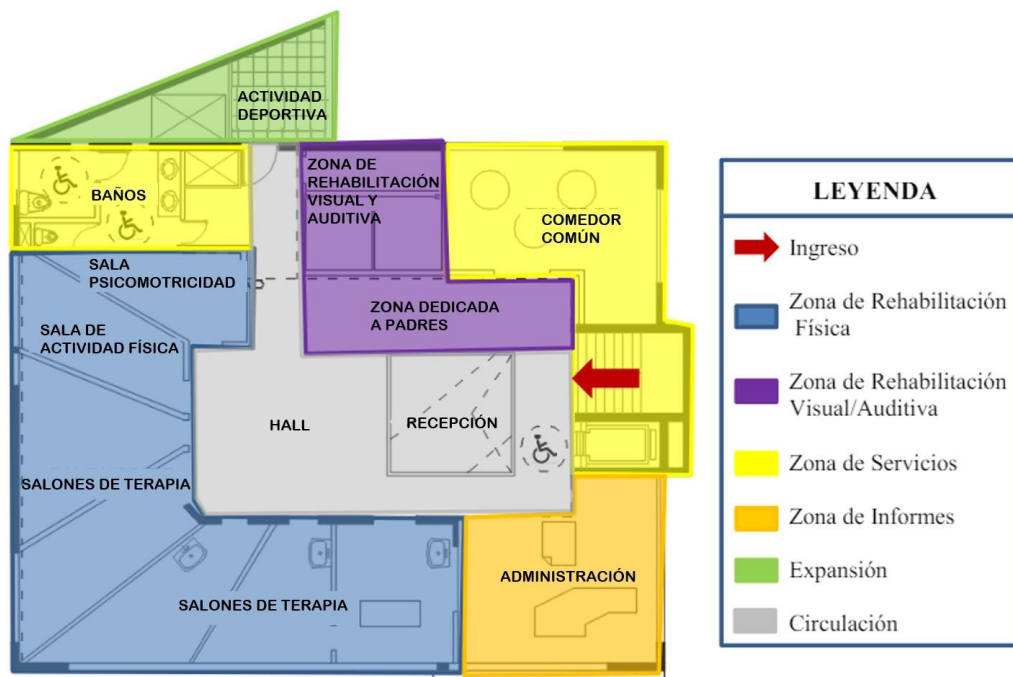 ACTIVIDAD
DEPORTIVA
ZONA DE
REHABILITACIÓN
VISUAL Y
AUDITIVA
BAÑOS
COMEDOR
COMÚN
SALA
PSICOMOTRICIDAD
ZONA DEDICADA
A PADRES
SALA DE
ACTIVIDAD FÍSICA
HALL
RECEPCIÓN
SALONES DE TERAPIA
ADMINISTRACIÓN
SALONES DE TERAPIA
LEYENDA
Ingreso
Zona de Rehabilitación
Física
Zona de Rehabilitación
Visual/Auditiva
Zona de Servicios
Zona de Informes
Expansión
Circulación